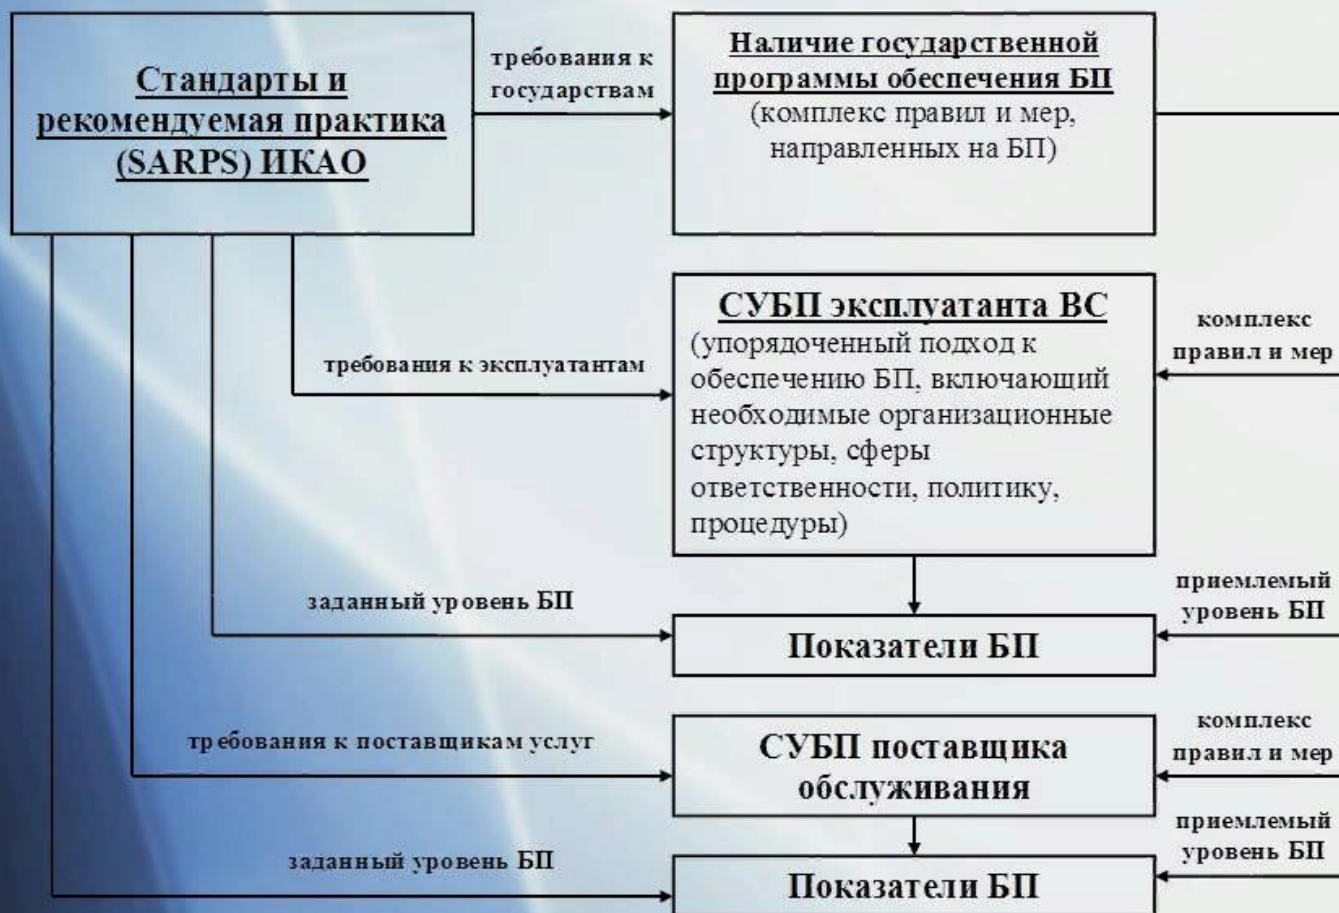 Стандарты и
рекомендуемая практика
(SARPS) ИКАО
требования к
государствам
Наличие государственной
программы обеспечения БП
(комплекс правил и мер,
направленных на БП)
требования к эксплуатантам
СУБП эксплуатанта ВС
(упорядоченный подход к
обеспечению БП, включающий
необходимые организационные
структуры, сферы
ответственности, политику,
процедуры)
комплекс
правил и мер
заданный уровень БП
Показатели БП
приемлемый
уровень БП
требования к поставщикам услуг
СУБП поставщика
обслуживания
комплекс
правил и мер
заданный уровень БП
Показатели БП
приемлемый
уровень БП